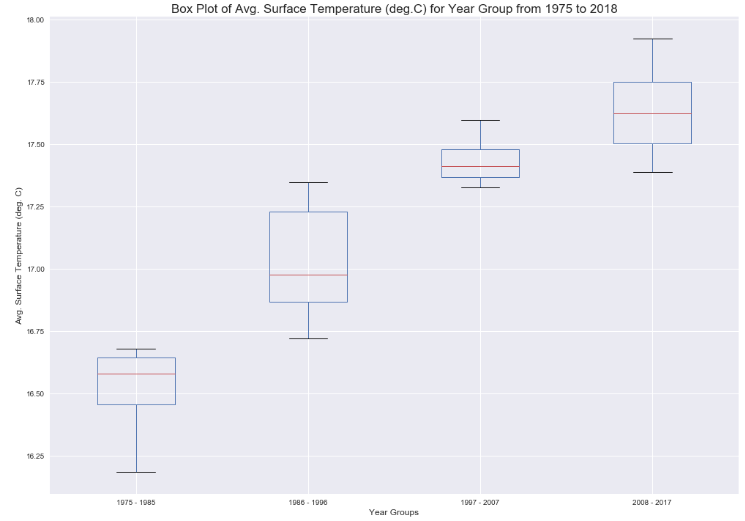 Box Plot of Avg. Surface Temperature (deg.C) for Year Group from 1975 to 2018
18.00
17.75
17.50
17.25
17.00
16.75
16.50
16.25
Avg. Surface Temperature (deg. C)
1975 - 1985
1986 - 1996
1997 - 2007
2008 - 2017
Year Groups